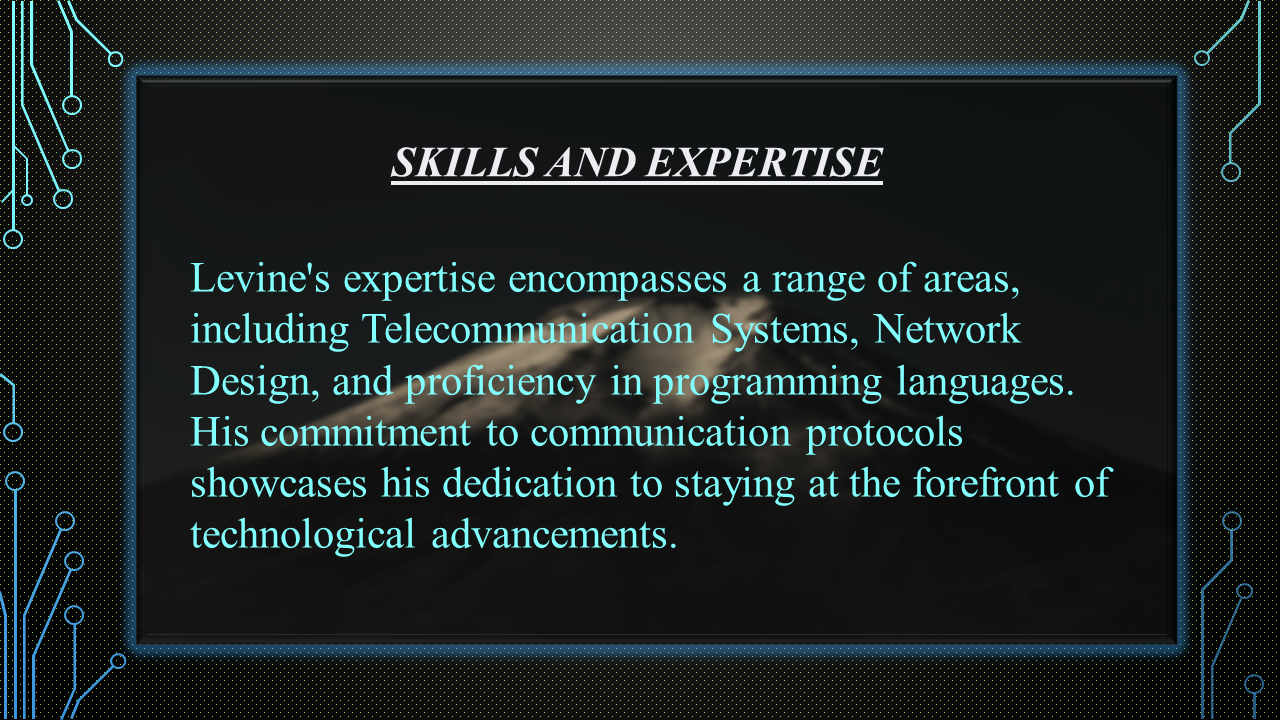 SKILLS AND EXPERTISE
Levine's expertise encompasses a range of areas,
including Telecommunication Systems, Network
Design, and proficiency in programming languages.
His commitment to communication protocols
showcases his dedication to staying at the forefront of
technological advancements.